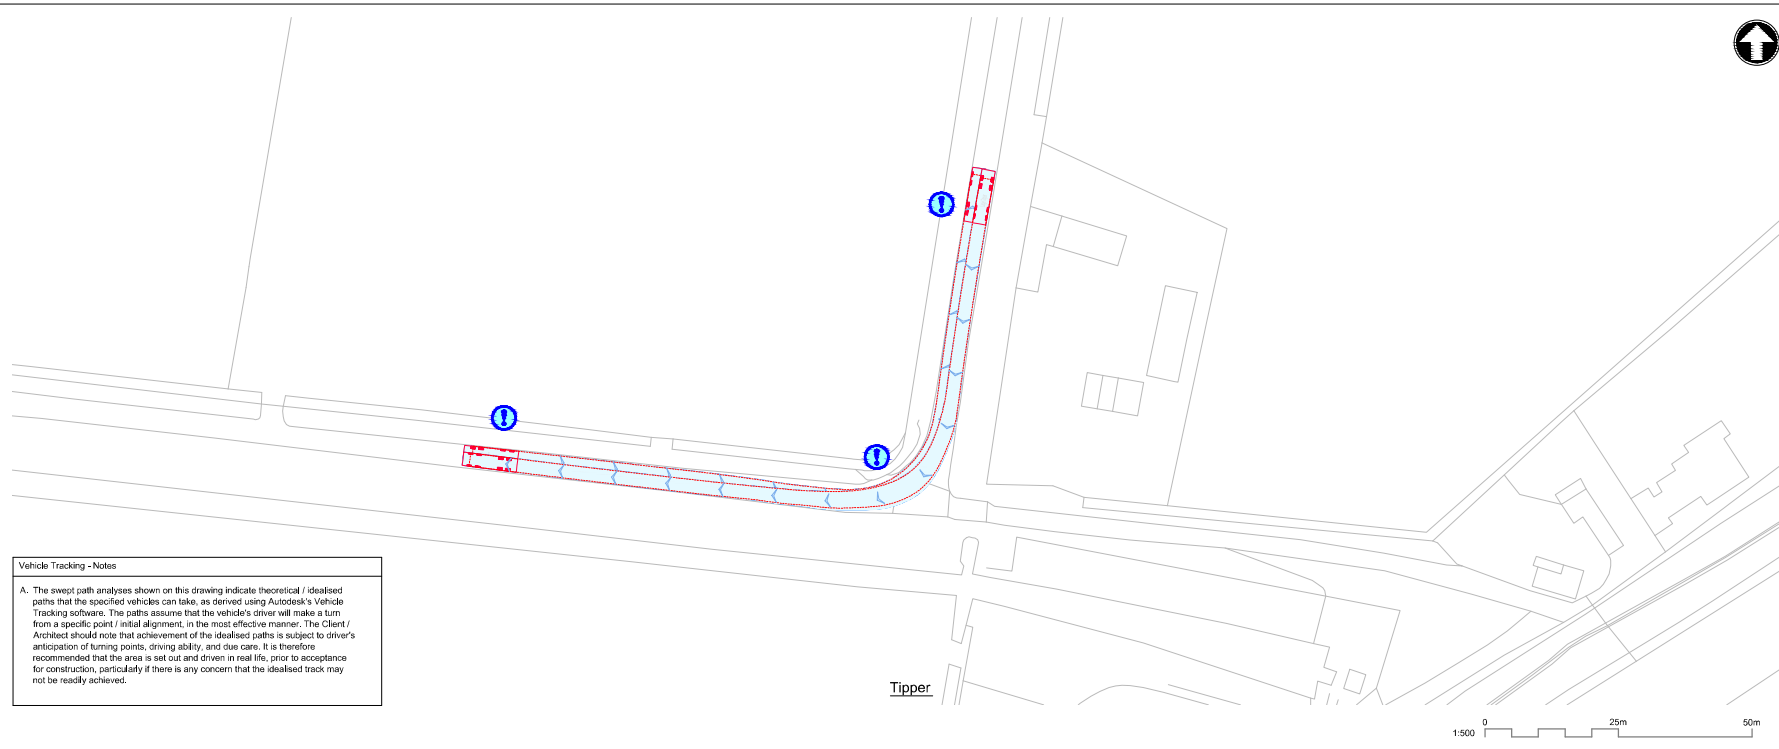 Vehicle Tracking - Notes
A. The swept path analyses shown on this drawing indicate theoretical / idealised
paths that the specified vehicles can take, as derived using Autodesk's Vehicle
Tracking software. The paths assume that the vehicle's driver will make a turn
from a specific point / initial alignment, in the most effective manner. The Client /
Architect should note that achievement of the idealised paths is subject to driver's
anticipation of turning points, driving ability, and due care. It is therefore
recommended that the area is set out and driven in real life, prior to acceptance
for construction, particularly if there is any concern that the idealised track may
not be readily achieved.
Tipper
0 25m 50m
1:500